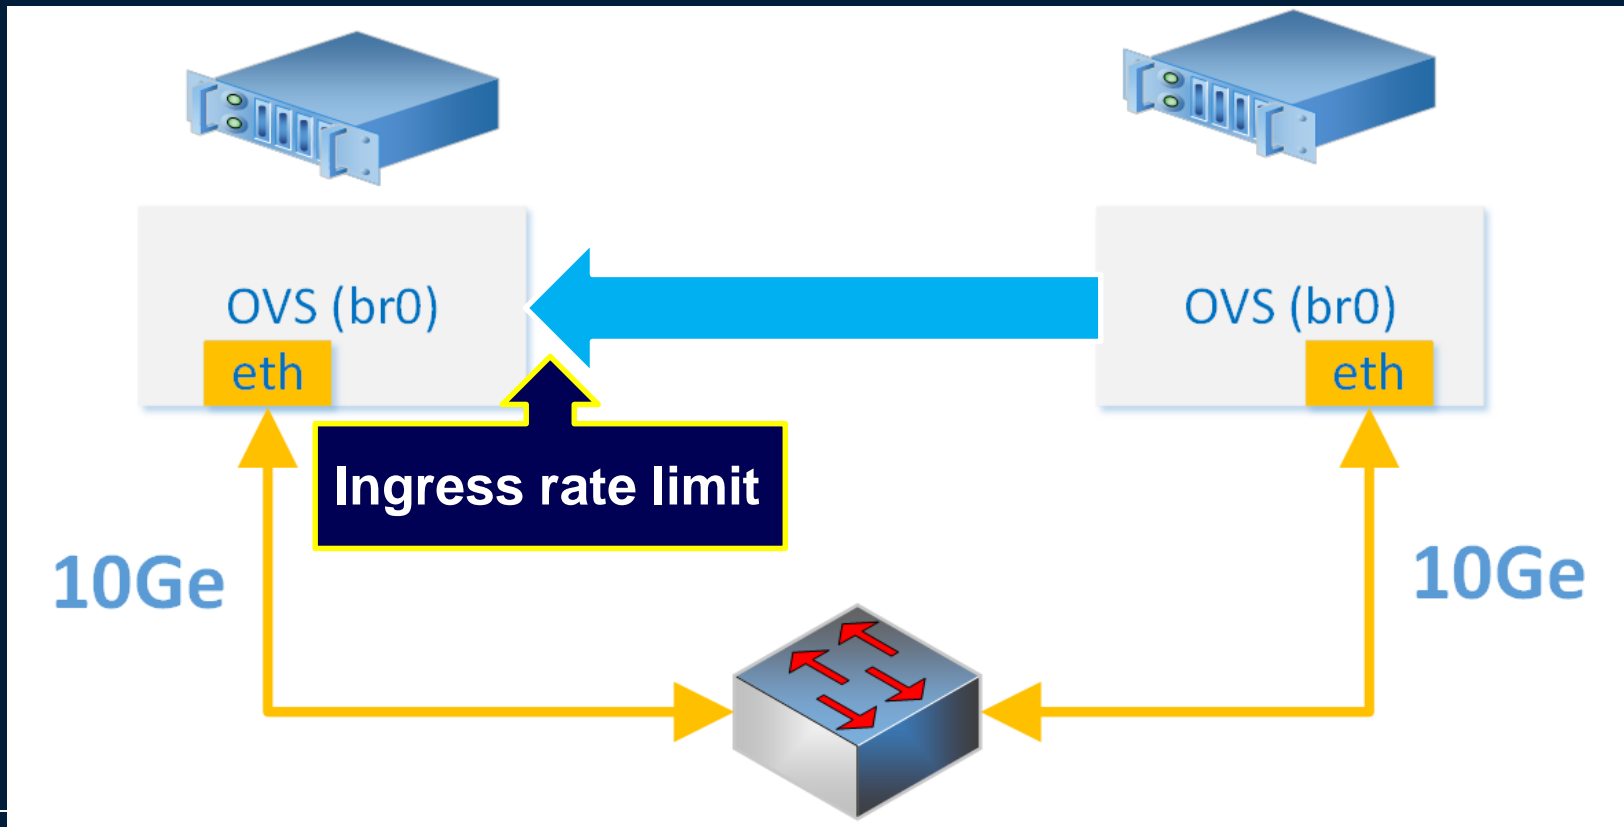 OVS (br0)
OVS (br0)
eth
eth
Ingress rate limit
10Ge
10Ge